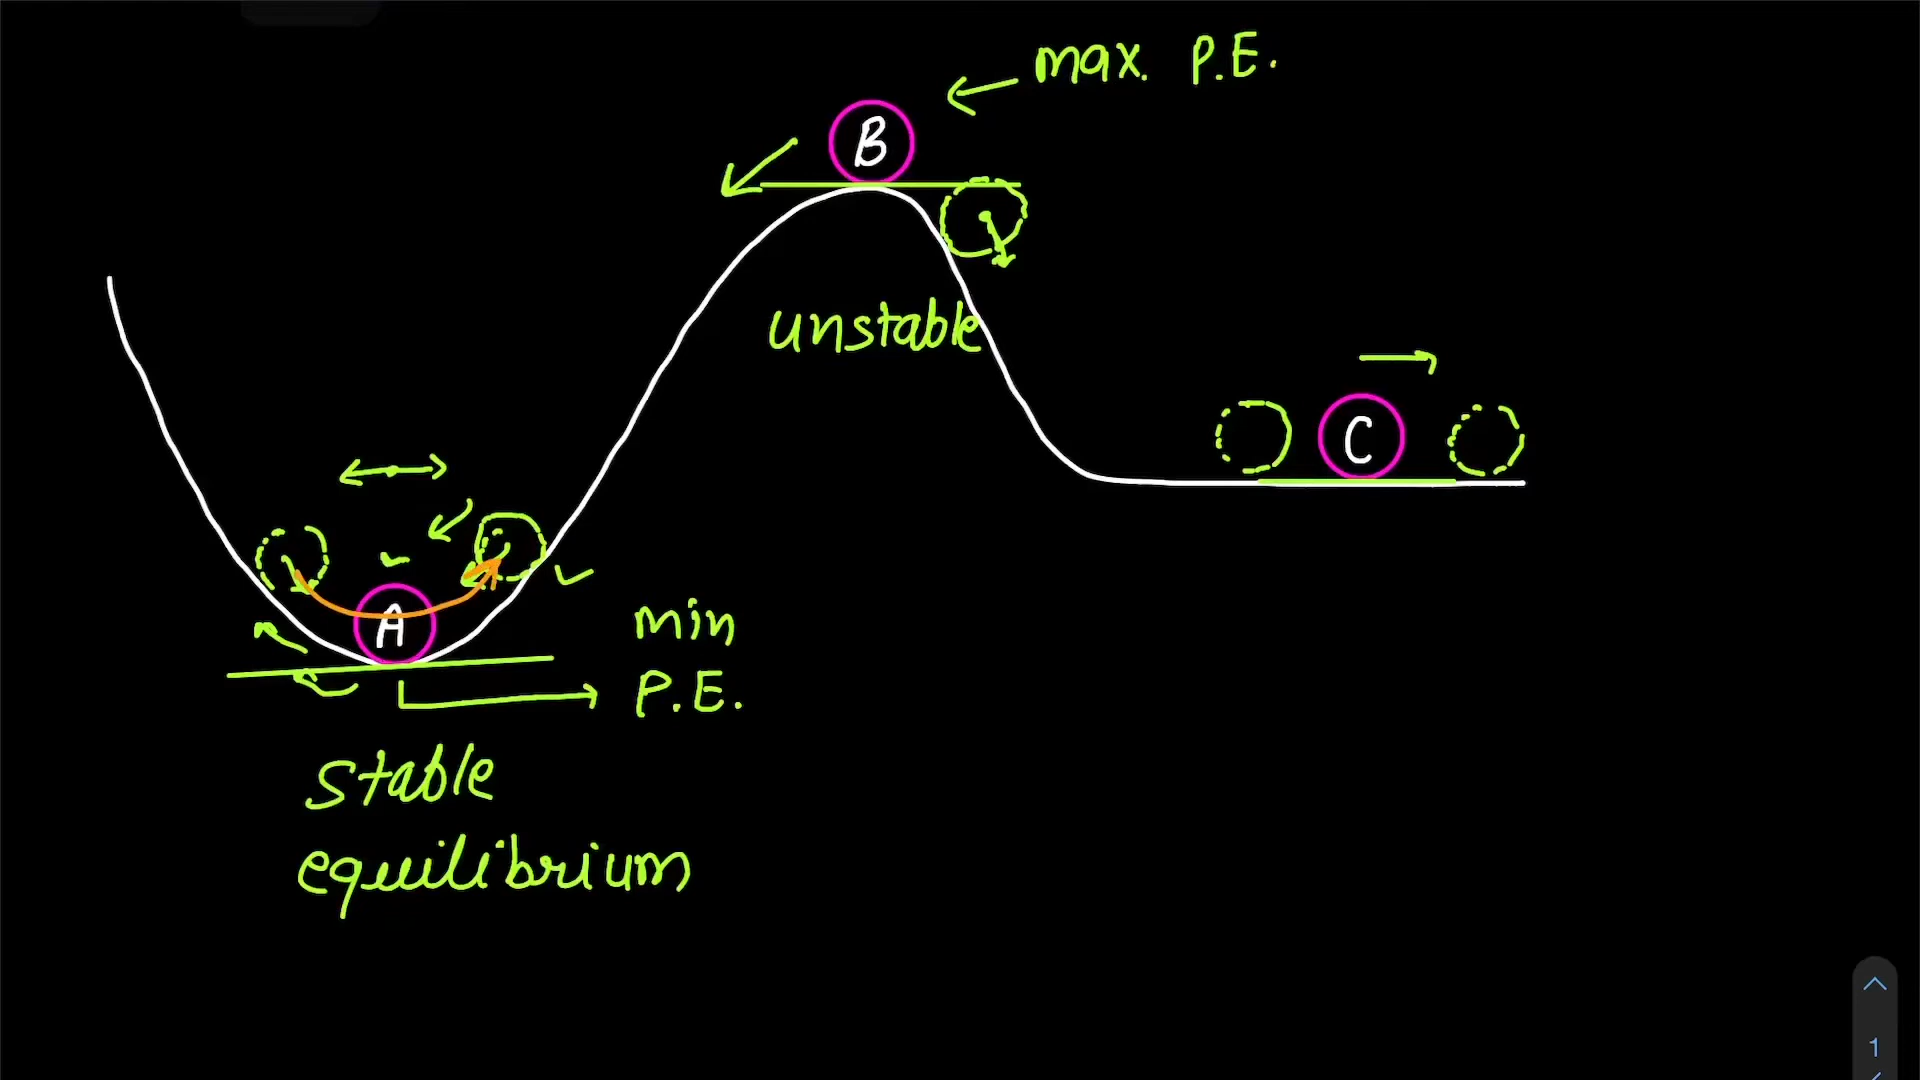 max. P.E.
B
unstable
C
A
min
P.E.
stable
equilibrium
1